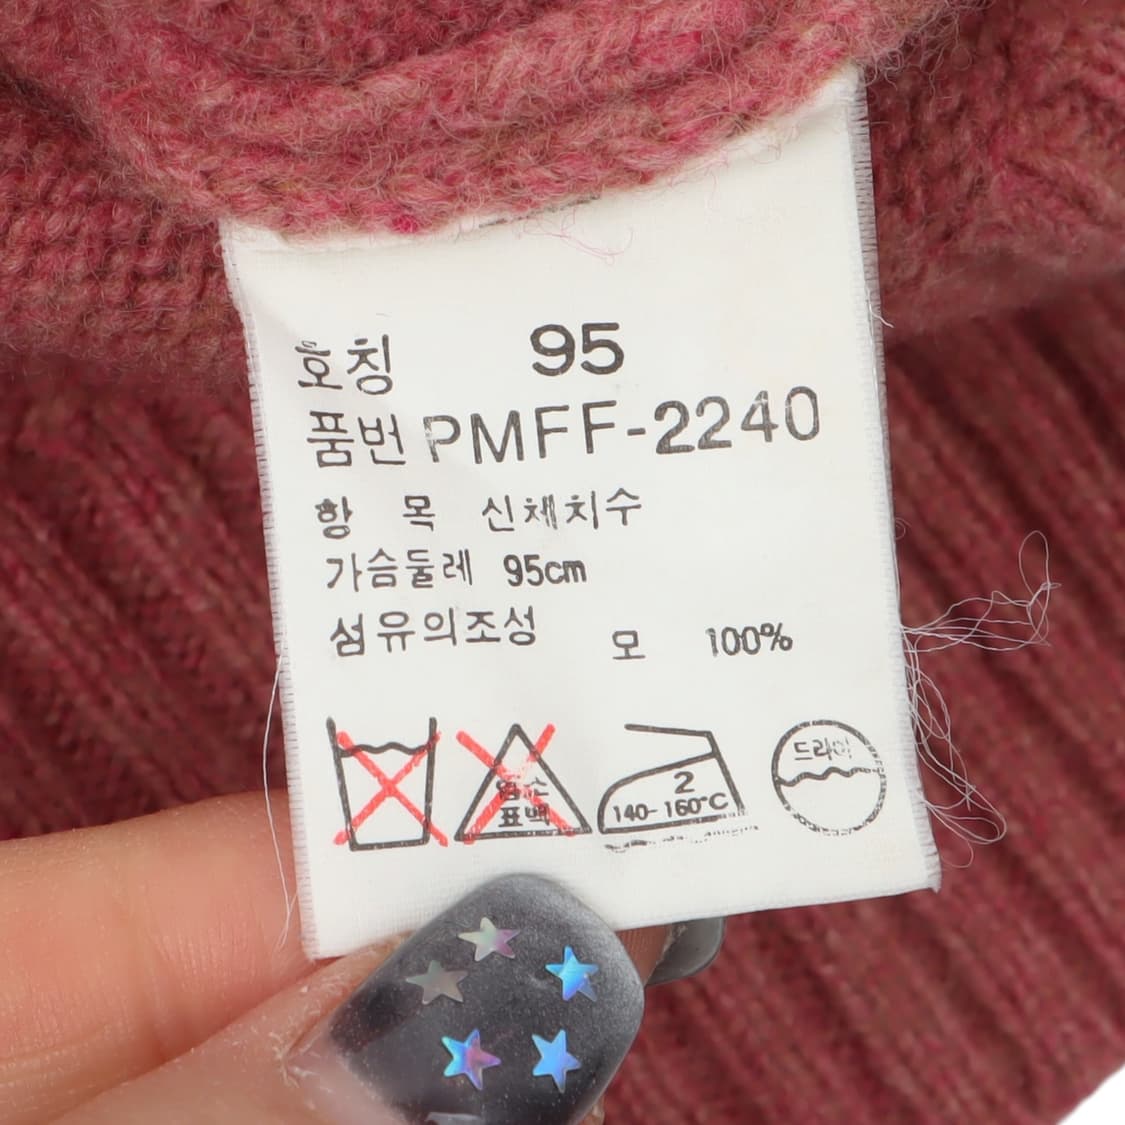 호칭 95
품번 PMFF-2240
항 목 신체치수
가슴둘레 95cm
섬유의조성 모 100%
염소
표백
2
140-160°C
드라이